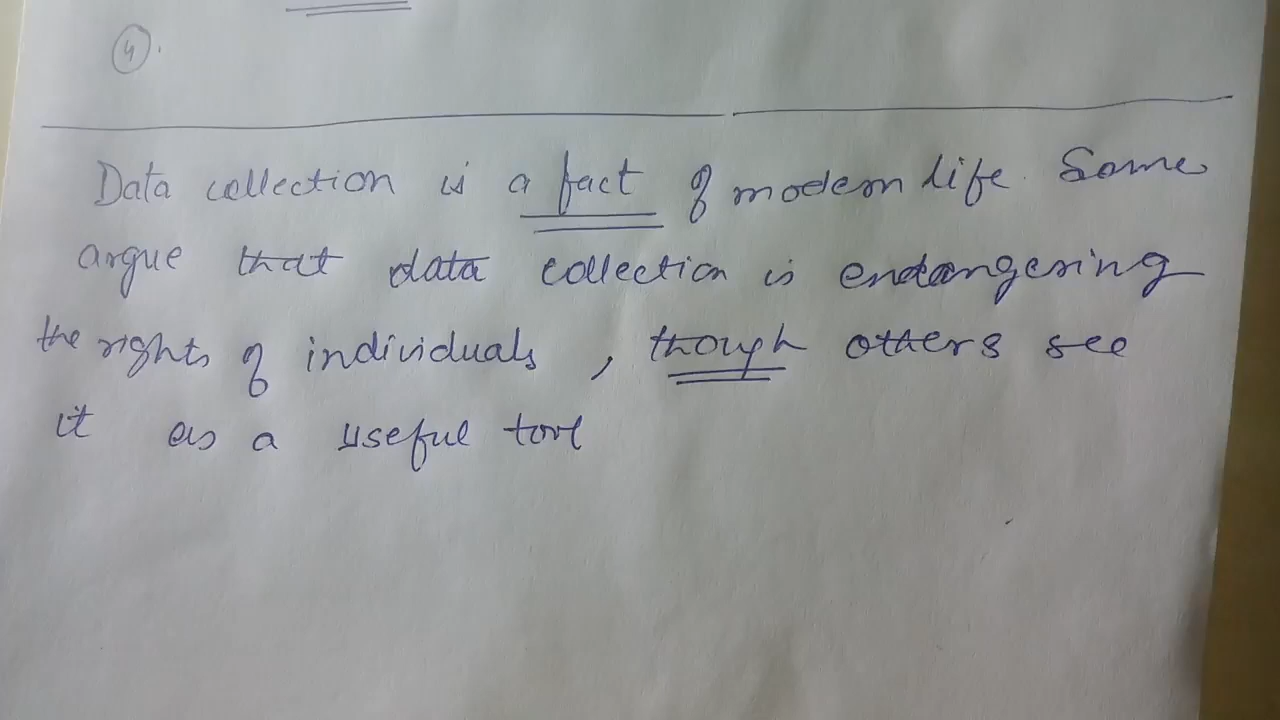 4.
Data collection is a fact of modern life. Some
argue that data collection is endangering
the rights of individuals, though others see
it as a useful tool